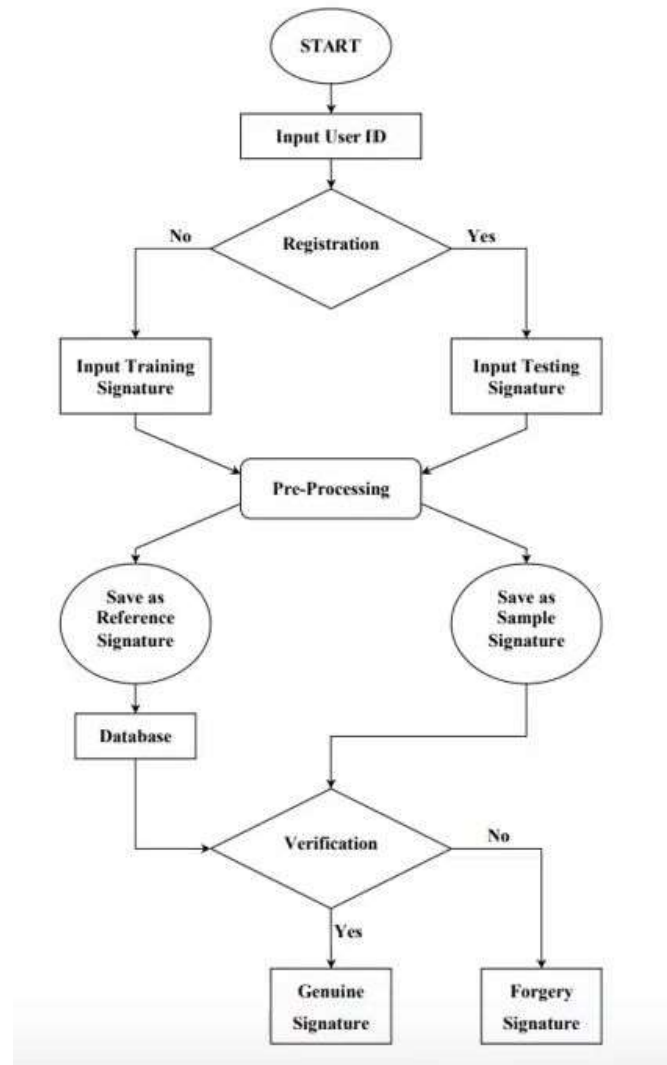 START
Input User ID
Registration
No
Yes
Input Training
Signature
Input Testing
Signature
Pre-Processing
Save as
Reference
Signature
Save as
Sample
Signature
Database
Verification
No
Yes
Genuine
Signature
Forgery
Signature